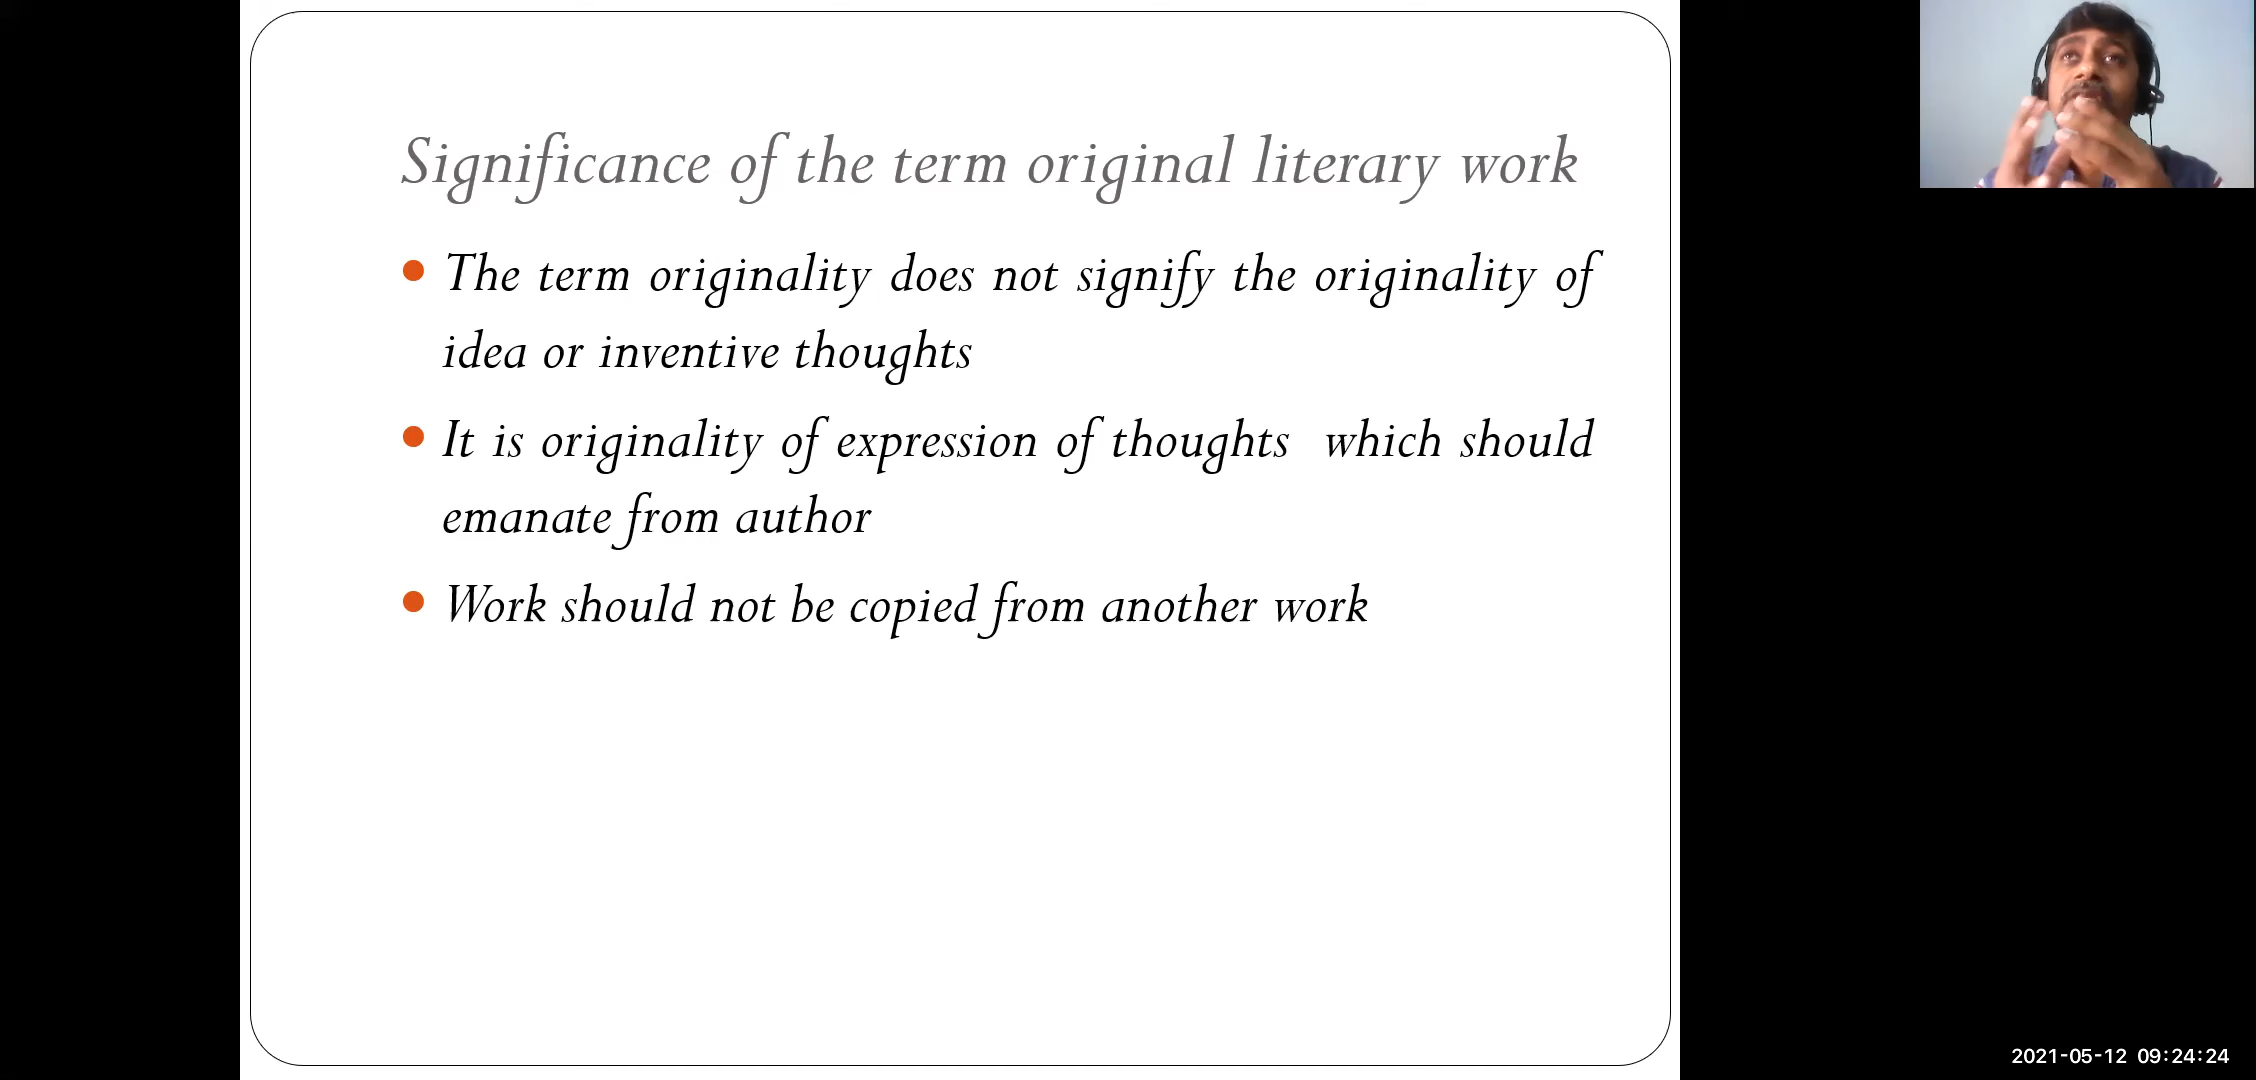 Significance of the term original literary work
• The term originality does not signify the originality of
idea or inventive thoughts
• It is originality of expression of thoughts  which should
emanate from author
• Work should not be copied from another work
2021-05-12 09:24:24